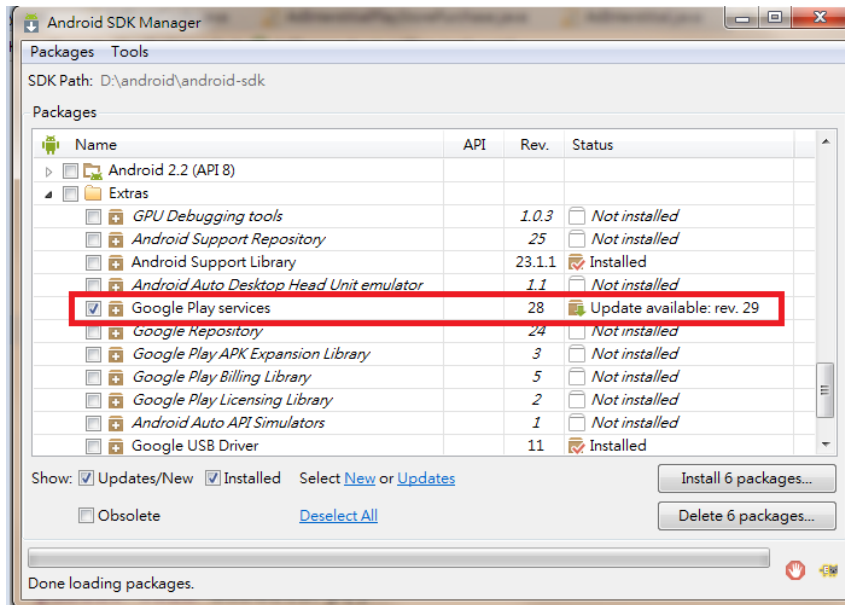 Android SDK Manager
Packages Tools
SDK Path: D:\android\android-sdk
Packages
Name API Rev. Status
Android 2.2 (API 8)
Extras
GPU Debugging tools 1.0.3 Not installed
Android Support Repository 25 Not installed
Android Support Library 23.1.1 Installed
Android Auto Desktop Head Unit emulator 1.1 Not installed
Google Play services 28 Update available: rev. 29
Google Repository 24 Not installed
Google Play APK Expansion Library 3 Not installed
Google Play Billing Library 5 Not installed
Google Play Licensing Library 2 Not installed
Android Auto API Simulators 1 Not installed
Google USB Driver 11 Installed
Show: Updates/New Installed Select New or Updates Install 6 packages...
Obsolete Deselect All Delete 6 packages...
Done loading packages.